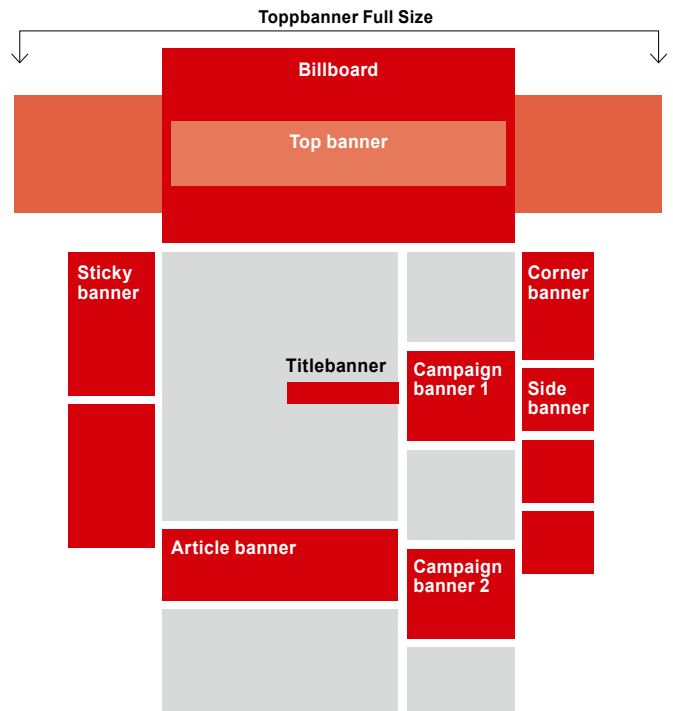 Toppbanner Full Size
Billboard
Top banner
Sticky
banner
Corner
banner
Titlebanner
Campaign
banner 1
Side
banner
Article banner
Campaign
banner 2